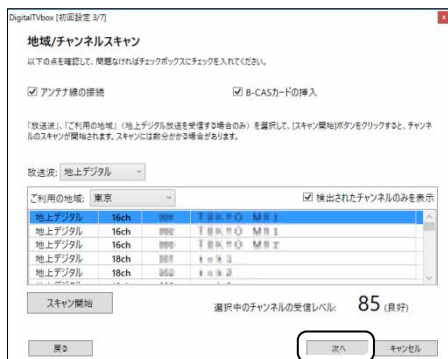 DigitalTVbox [初回設定 3/7]
地域/チャンネルスキャン
以下の点を確認して、問題なければチェックボックスにチェックを入れてください。
アンテナ線の接続
B-CASカードの挿入
「放送波」、「ご利用の地域」（地上デジタル放送を受信する場合のみ）を選択して、[スキャン開始]ボタンをクリックすると、チャンネ
ルのスキャンが開始されます。スキャンには数分かかる場合があります。
放送波: 地上デジタル
ご利用の地域: 東京
検出されたチャンネルのみを表示
地上デジタル 16ch
地上デジタル 16ch
地上デジタル 16ch
地上デジタル 18ch
地上デジタル 18ch
スキャン開始
選択中のチャンネルの受信レベル: 85 (良好)
戻る
次へ
キャンセル